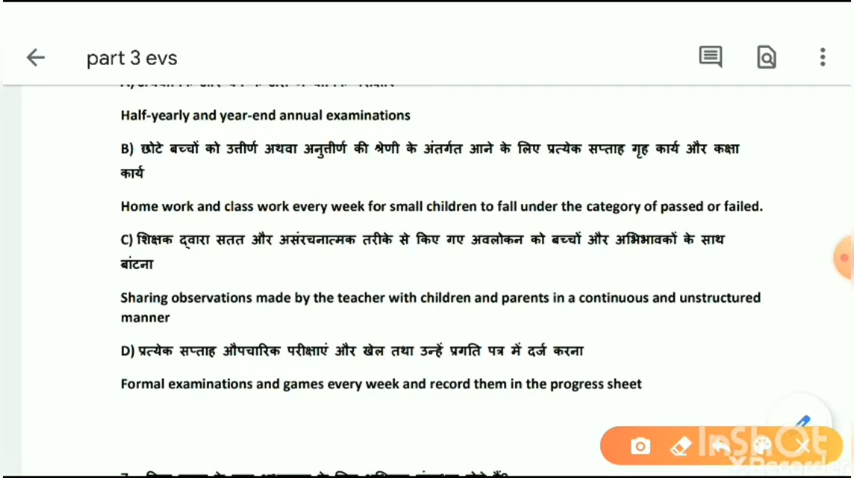 part 3 evs
Half-yearly and year-end annual examinations
B) छोटे बच्चों को उत्तीर्ण अथवा अनुत्तीर्ण की श्रेणी के अंतर्गत आने के लिए प्रत्येक सप्ताह गृह कार्य और कक्षा
कार्य
Home work and class work every week for small children to fall under the category of passed or failed.
C) शिक्षक द्वारा सतत और असंरचनात्मक तरीके से किए गए अवलोकन को बच्चों और अभिभावकों के साथ
बांटना
Sharing observations made by the teacher with children and parents in a continuous and unstructured
manner
D) प्रत्येक सप्ताह औपचारिक परीक्षाएं और खेल तथा उन्हें प्रगति पत्र में दर्ज करना
Formal examinations and games every week and record them in the progress sheet
InShOt
XRecorder